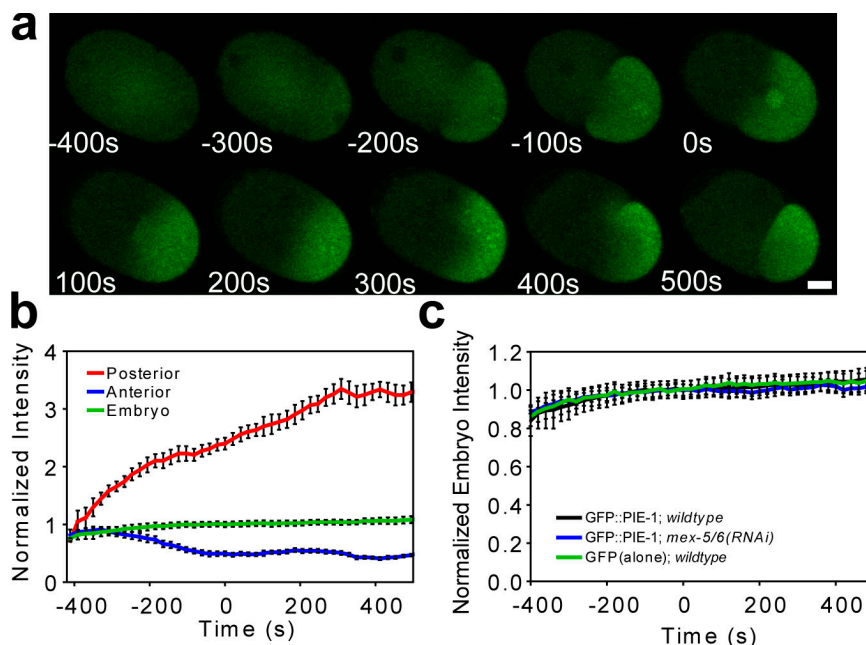 a
-400s -300s -200s -100s 0s
100s 200s 300s 400s 500s
b
Normalized Intensity
4
3
2
1
0
Posterior
Anterior
Embryo
-400 -200 0 200 400
Time (s)
c
Normalized Embryo Intensity
1.2
1.0
0.8
0.6
0.4
0.2
0.0
GFP::PIE-1; wildtype
GFP::PIE-1; mex-5/6(RNAi)
GFP(alone); wildtype
-400 -200 0 200 400
Time (s)